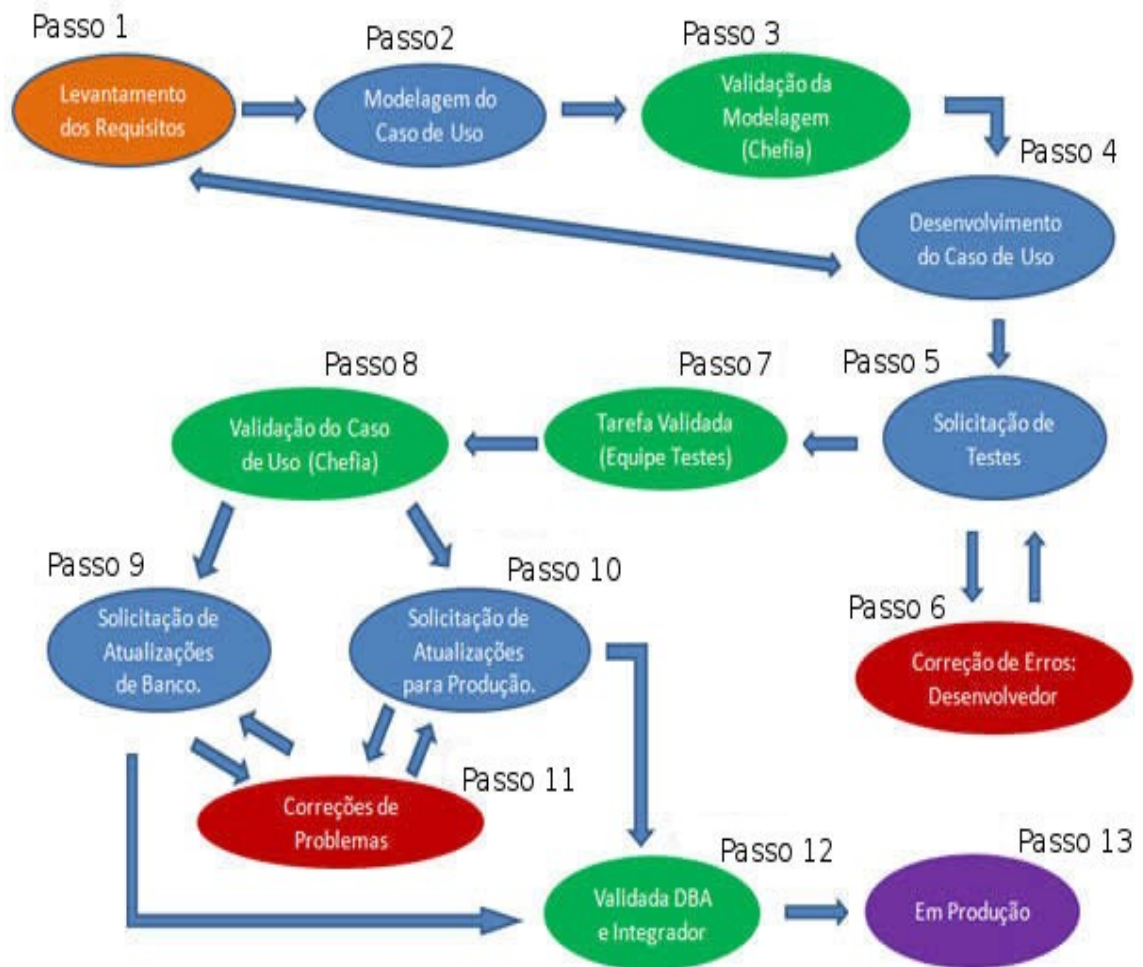 Passo 1
Levantamento
dos Requisitos
Passo2
Modelagem do
Caso de Uso
Passo 3
Validação da
Modelagem
(Chefia)
Passo 4
Desenvolvimento
do Caso de Uso
Passo 5
Solicitação de
Testes
Passo 6
Correção de Erros:
Desenvolvedor
Passo 7
Tarefa Validada
(Equipe Testes)
Passo 8
Validação do Caso
de Uso (Chefia)
Passo 9
Solicitação de
Atualizações
de Banco.
Passo 10
Solicitação de
Atualizações
para Produção.
Passo 11
Correções de
Problemas
Passo 12
Validada DBA
e Integrador
Passo 13
Em Produção